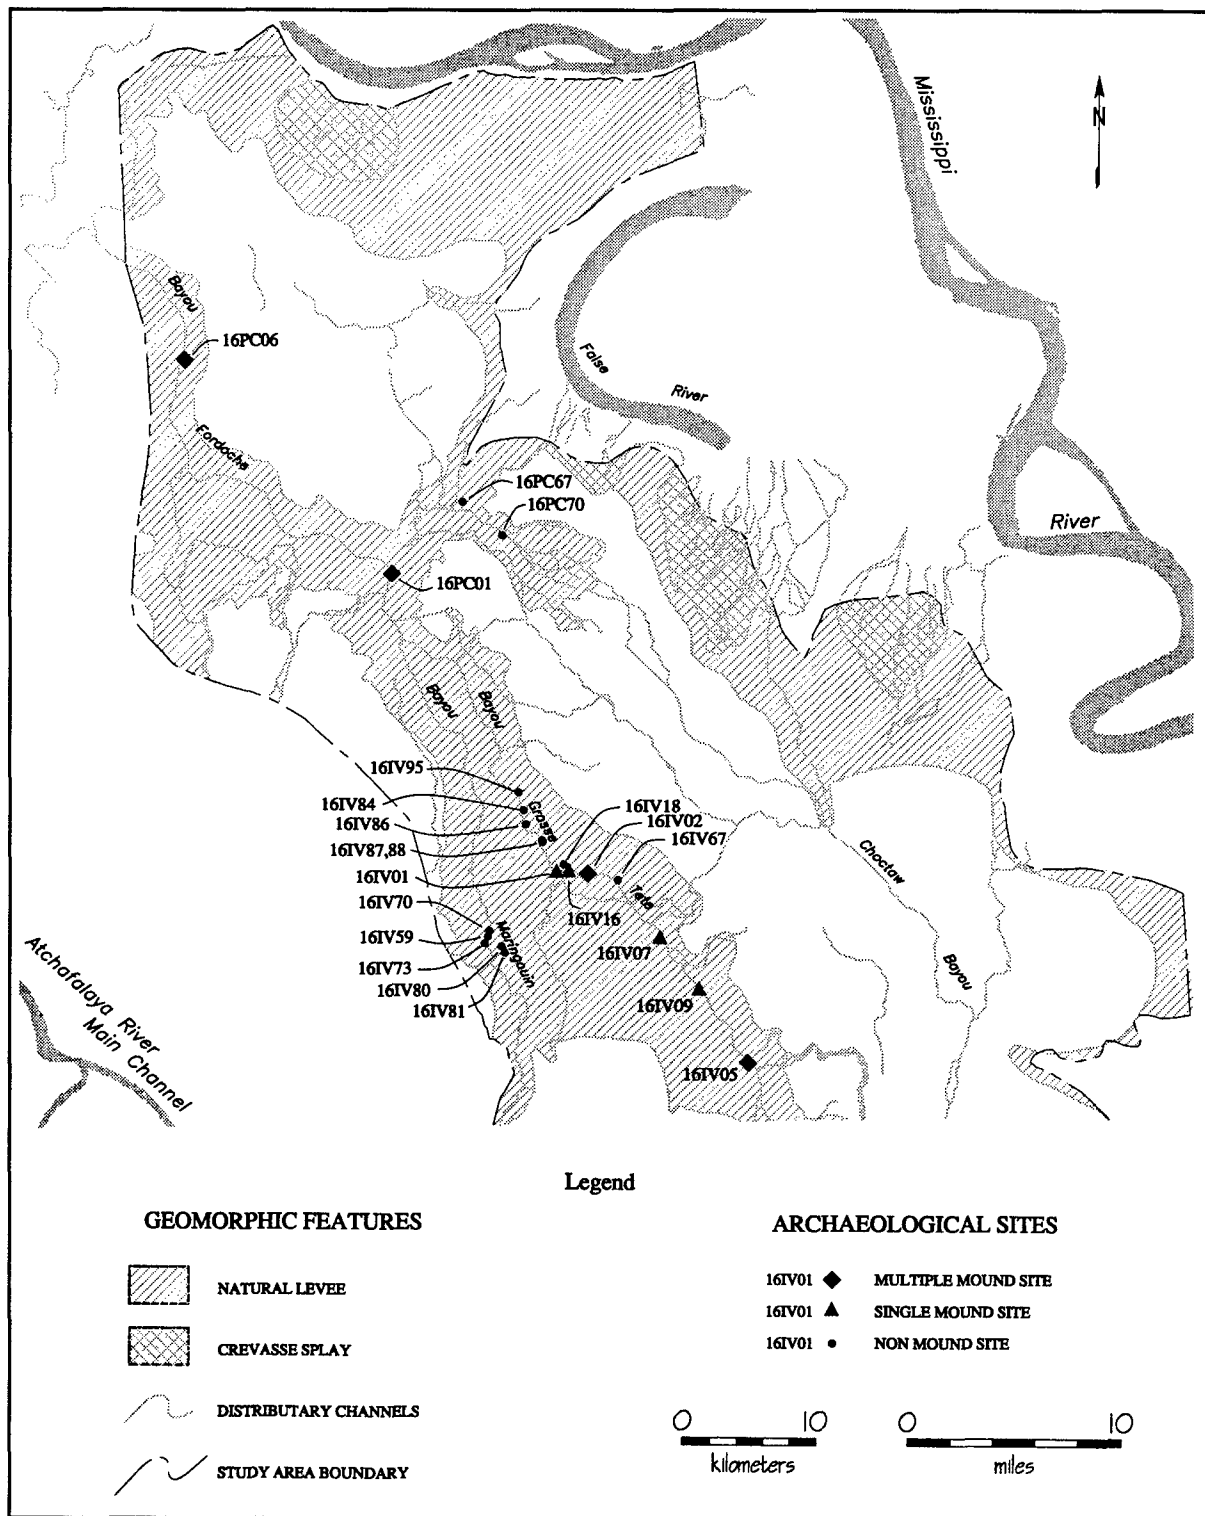 Mississippi
N
Bayou
16PC06
False
River
Fordoche
16PC67
16PC70
River
16PC01
Bayou
Bayou
16IV95
16IV84
16IV86
16IV87,88
16IV01
16IV70
16IV59
16IV73
16IV80
16IV81
Grosse
16IV18
16IV02
16IV67
16IV16
Tete
Maringouin
16IV07
16IV09
16IV05
Choctaw
Bayou
Atchafalaya River
Main Channel
Legend
GEOMORPHIC FEATURES
NATURAL LEVEE
CREVASSE SPLAY
DISTRIBUTARY CHANNELS
STUDY AREA BOUNDARY
ARCHAEOLOGICAL SITES
16IV01 MULTIPLE MOUND SITE
16IV01 SINGLE MOUND SITE
16IV01 NON MOUND SITE
0 10
kilometers
0 10
miles